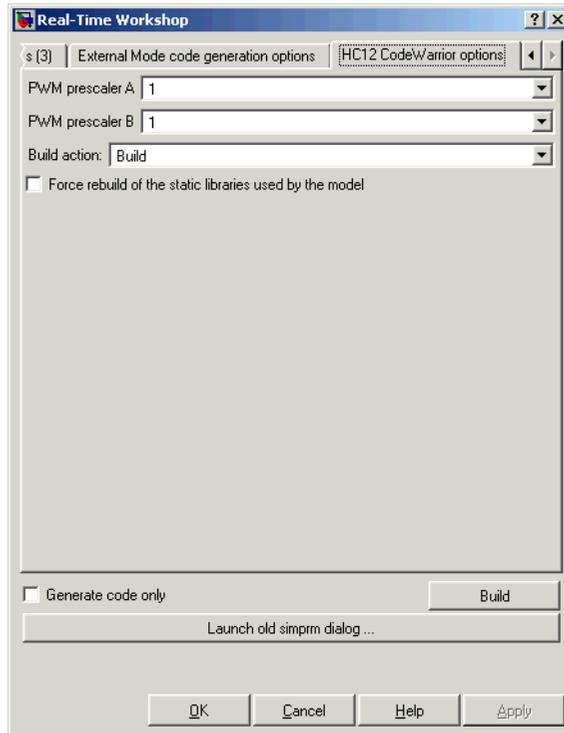 Real-Time Workshop
s (3) External Mode code generation options HC12 CodeWarrior options
PWM prescaler A 1
PWM prescaler B 1
Build action: Build
Force rebuild of the static libraries used by the model
Generate code only Build
Launch old simprm dialog ...
OK Cancel Help Apply